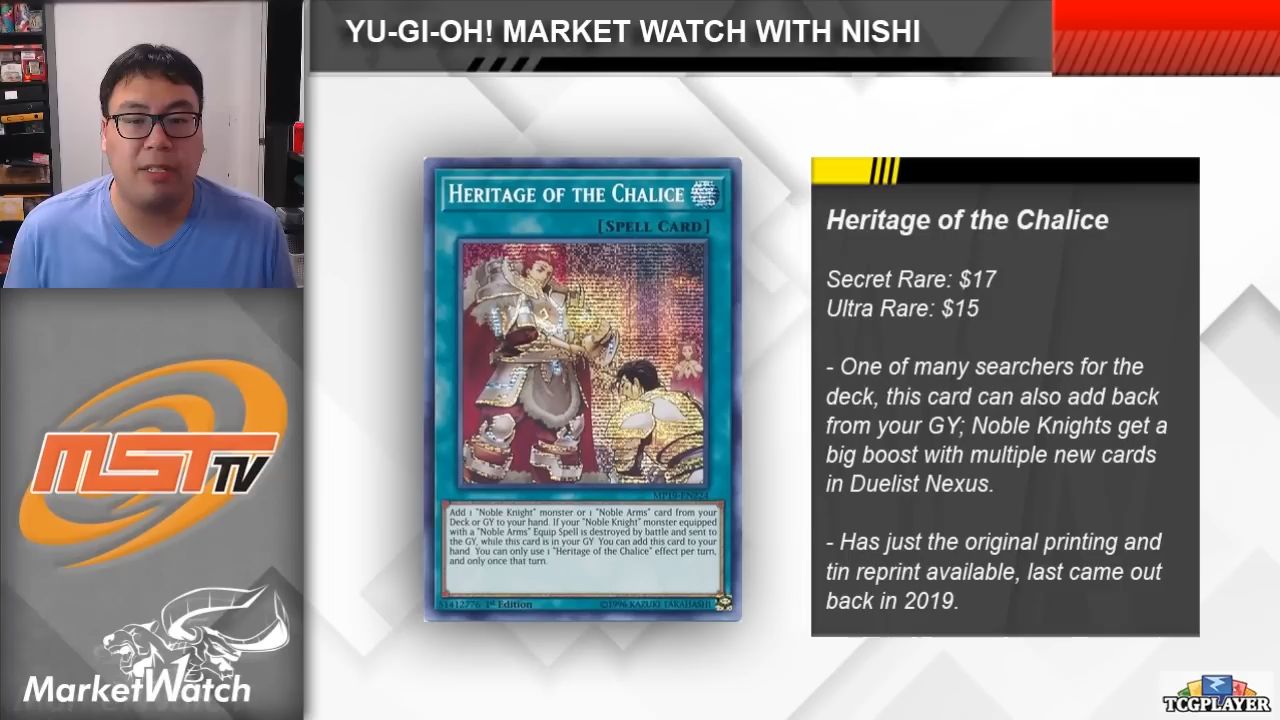 YU-GI-OH! MARKET WATCH WITH NISHI
HERITAGE OF THE CHALICE
[SPELL CARD]
MP19-EN224
Add 1 "Noble Knight" monster or 1 "Noble Arms" card from your
Deck or GY to your hand. If your "Noble Knight" monster equipped
with a "Noble Arms" Equip Spell is destroyed by battle and sent to
the GY, while this card is in your GY: You can add this card to your
hand. You can only use 1 "Heritage of the Chalice" effect per turn,
and only once that turn.
51412776 1st Edition ©1996 KAZUKI TAKAHASHI
Heritage of the Chalice
Secret Rare: $17
Ultra Rare: $15
- One of many searchers for the
deck, this card can also add back
from your GY; Noble Knights get a
big boost with multiple new cards
in Duelist Nexus.
- Has just the original printing and
tin reprint available, last came out
back in 2019.
MST TV
MarketWatch
TCGPLAYER